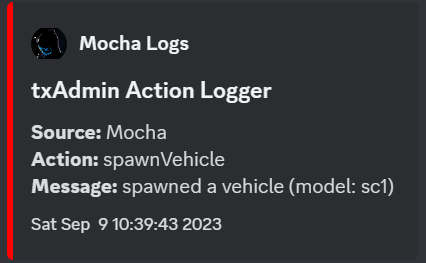 Mocha Logs
txAdmin Action Logger
Source: Mocha
Action: spawnVehicle
Message: spawned a vehicle (model: sc1)
Sat Sep  9 10:39:43 2023